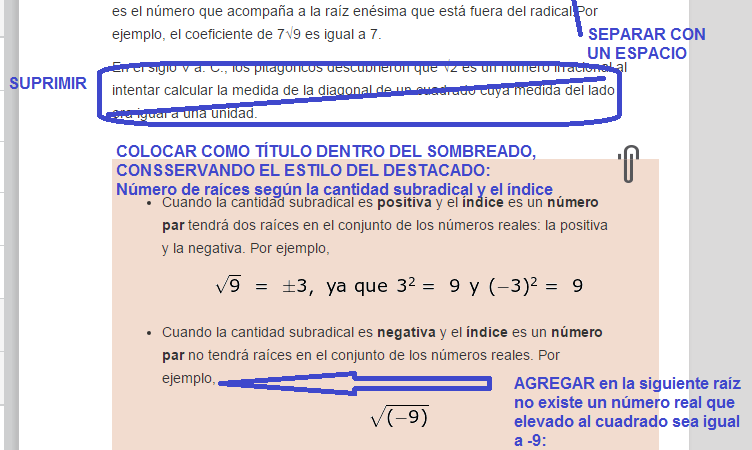 es el número que acompaña a la raíz enésima que está fuera del radical.Por
ejemplo, el coeficiente de 7√9 es igual a 7.
SEPARAR CON
UN ESPACIO
SUPRIMIR
En el siglo V a. C., los pitagóricos descubrieron que √2 es un número irracional al
intentar calcular la medida de la diagonal de un cuadrado cuya medida del lado
era igual a una unidad.
COLOCAR COMO TÍTULO DENTRO DEL SOMBREADO,
CONSSERVANDO EL ESTILO DEL DESTACADO:
Número de raíces según la cantidad subradical y el índice
• Cuando la cantidad subradical es positiva y el índice es un número
par tendrá dos raíces en el conjunto de los números reales: la positiva
y la negativa. Por ejemplo,
√9 = ±3, ya que 3² = 9 y (−3)² = 9
• Cuando la cantidad subradical es negativa y el índice es un número
par no tendrá raíces en el conjunto de los números reales. Por
ejemplo,
AGREGAR en la siguiente raíz
no existe un número real que
elevado al cuadrado sea igual
a -9:
√(−9)